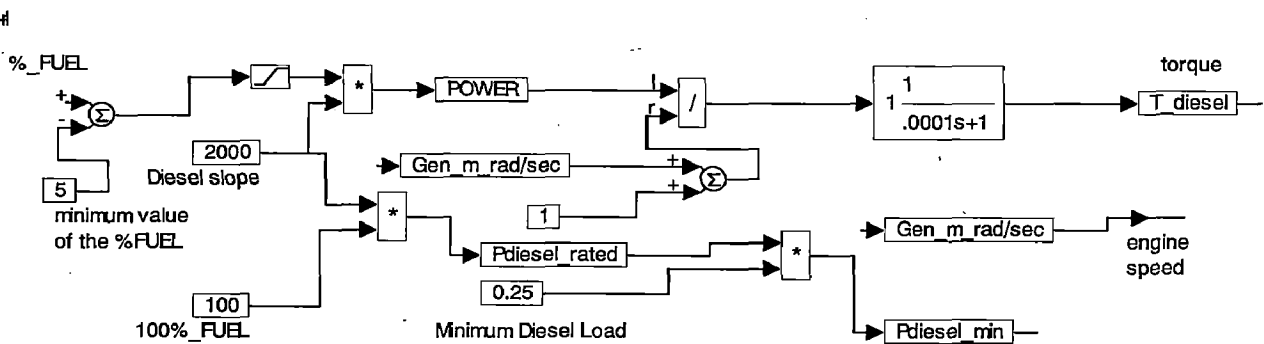 %_FUEL
+
-
Σ
5
minimum value
of the %FUEL
*
2000
Diesel slope
POWER
l
r
/
1
1
.0001s+1
torque
T_diesel
Gen_m_rad/sec
+
+
Σ
1
*
100
100%_FUEL
Pdiesel_rated
0.25
Minimum Diesel Load
*
Gen_m_rad/sec
engine
speed
Pdiesel_min